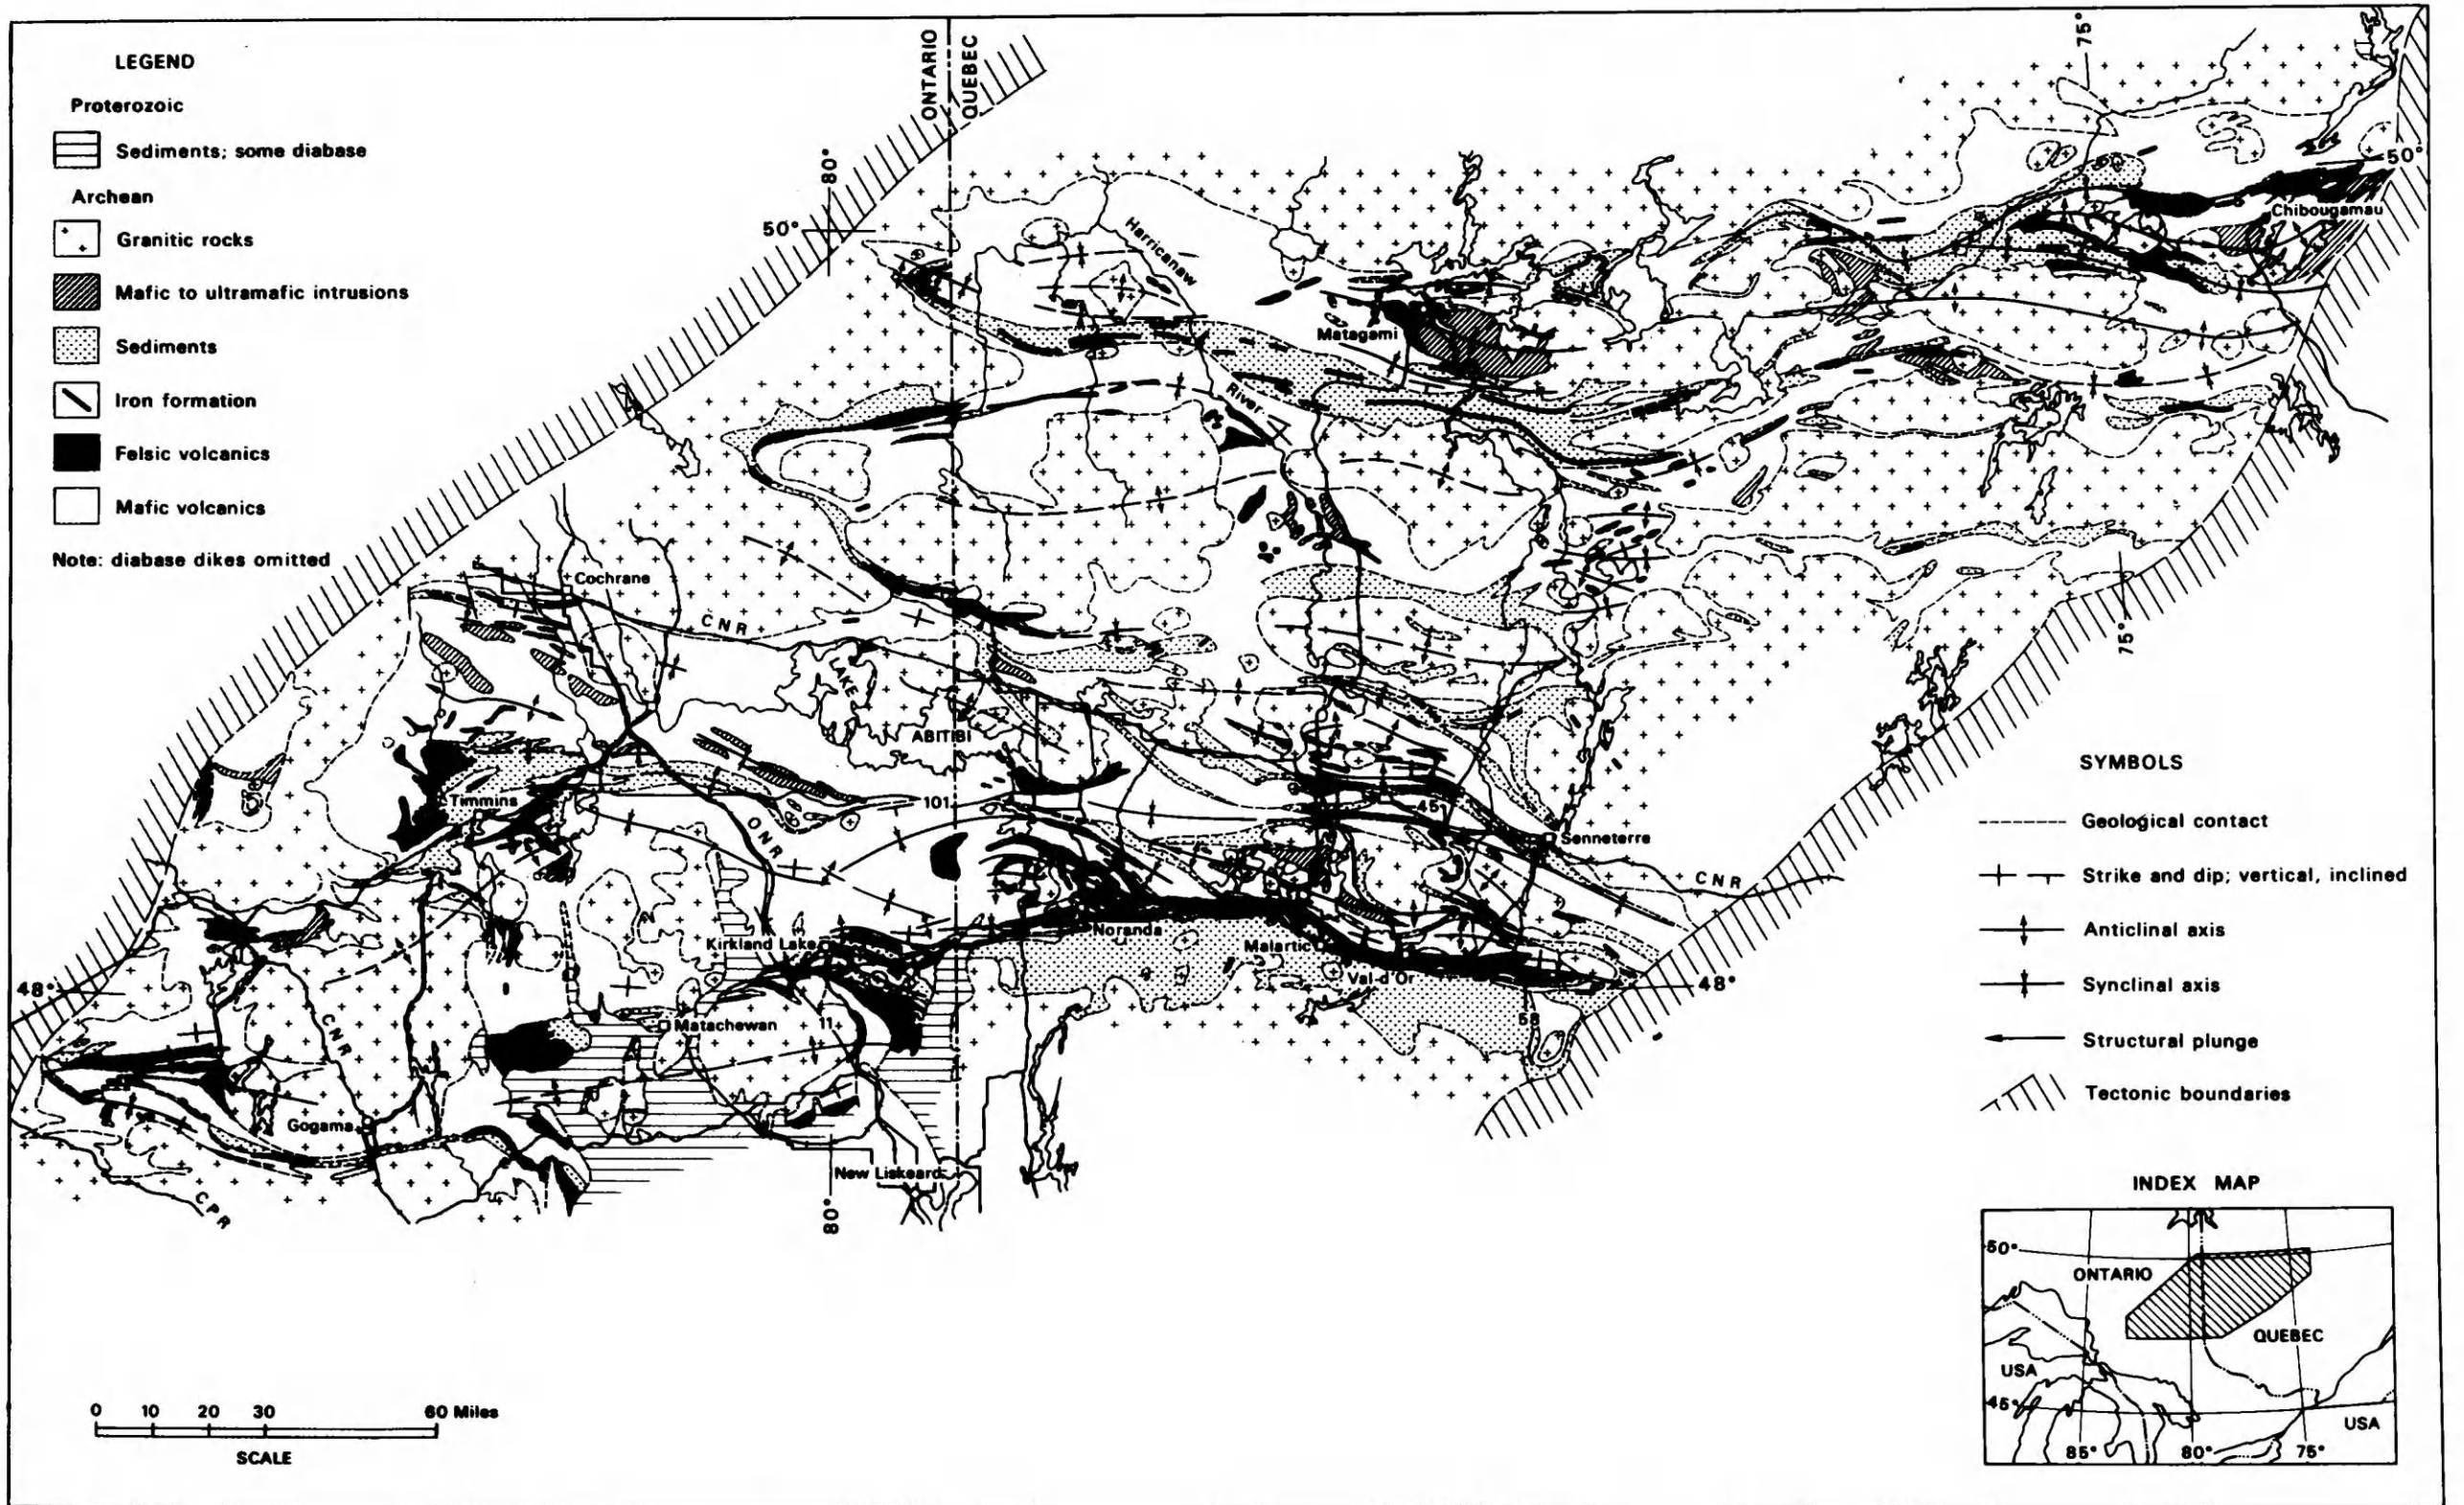 LEGEND
Proterozoic
Sediments; some diabase
Archean
Granitic rocks
Mafic to ultramafic intrusions
Sediments
Iron formation
Felsic volcanics
Mafic volcanics
Note: diabase dikes omitted
ONTARIO
QUEBEC
80°
50°
75°
50°
Chibougamau
Harricanaw
River
Matagami
Cochrane
CNR
LAKE
ABITIBI
75°
Timmins
101
ONR
45
Senneterre
CNR
Kirkland Lake
Noranda
Malartic
Val-d'Or
48°
48°
58
CNR
Matachewan
11
Gogama
CPR
New Liskeard
80°
SYMBOLS
Geological contact
Strike and dip; vertical, inclined
Anticlinal axis
Synclinal axis
Structural plunge
Tectonic boundaries
INDEX MAP
50°
ONTARIO
QUEBEC
USA
45°
USA
85°
80°
75°
0 10 20 30 60 Miles
SCALE